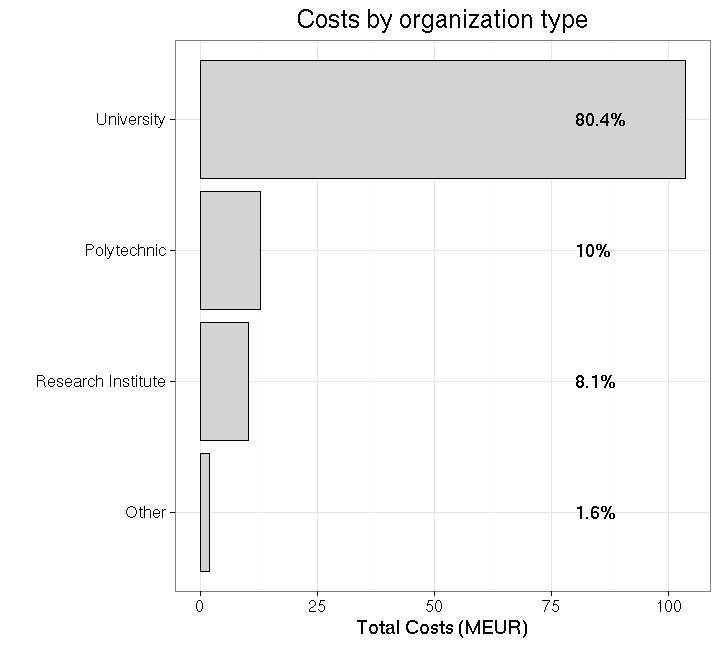 Costs by organization type
University
80.4%
Polytechnic
10%
Research Institute
8.1%
Other
1.6%
0 25 50 75 100
Total Costs (MEUR)